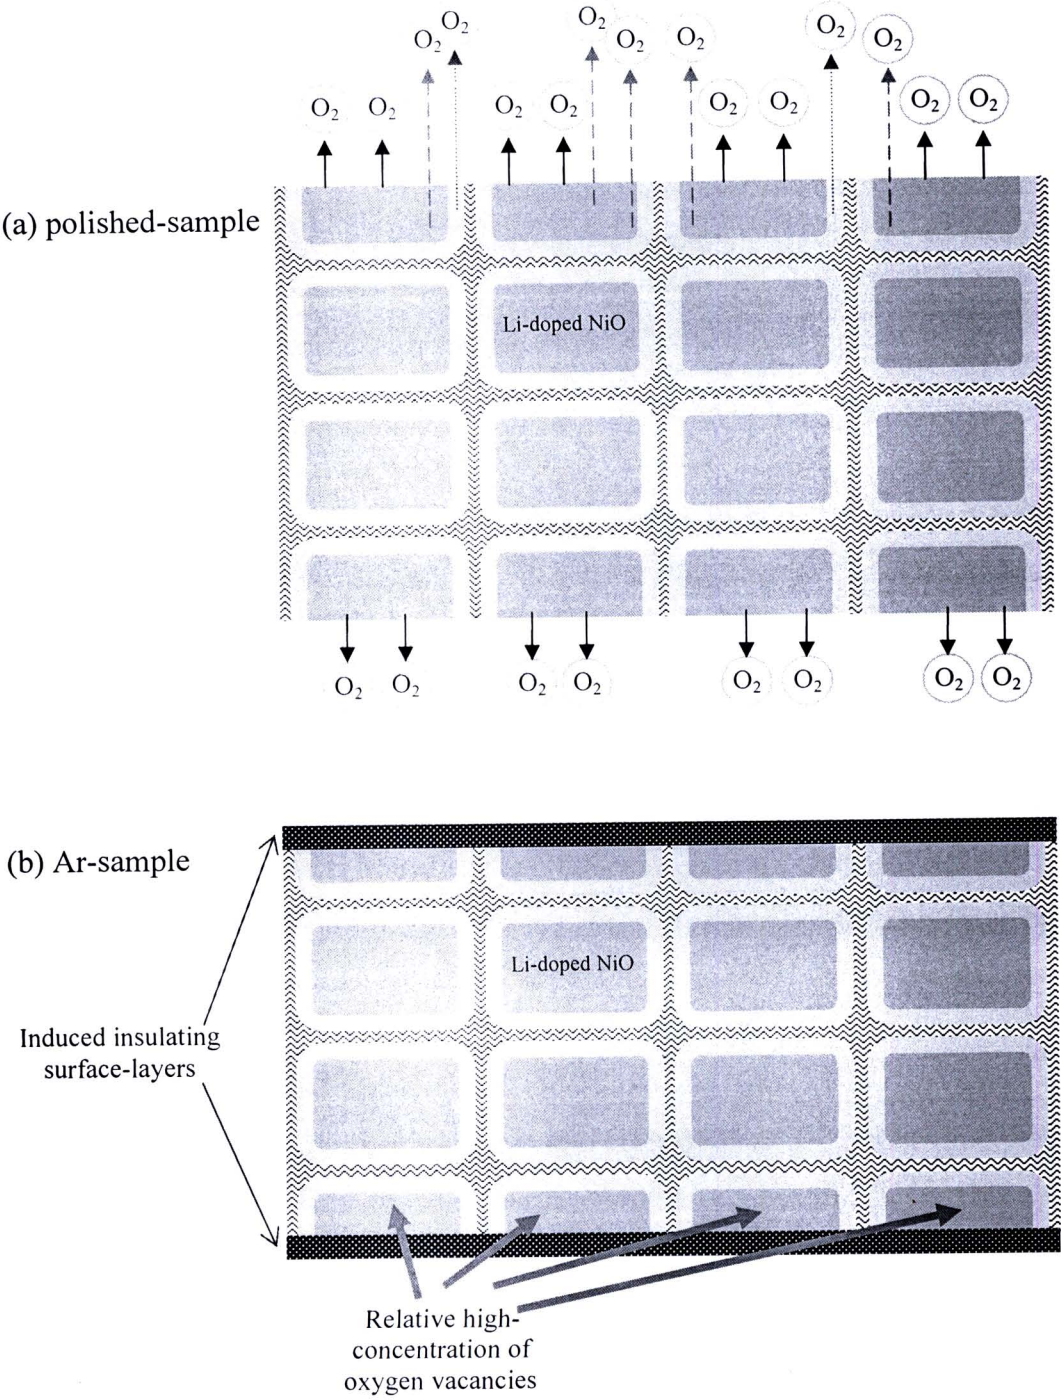 O₂ O₂ O₂ O₂ O₂ O₂ O₂ O₂
O₂ O₂ O₂ O₂ O₂ O₂ O₂ O₂
(a) polished-sample
Li-doped NiO
O₂ O₂ O₂ O₂ O₂ O₂ O₂ O₂
(b) Ar-sample
Li-doped NiO
Induced insulating
surface-layers
Relative high-
concentration of
oxygen vacancies